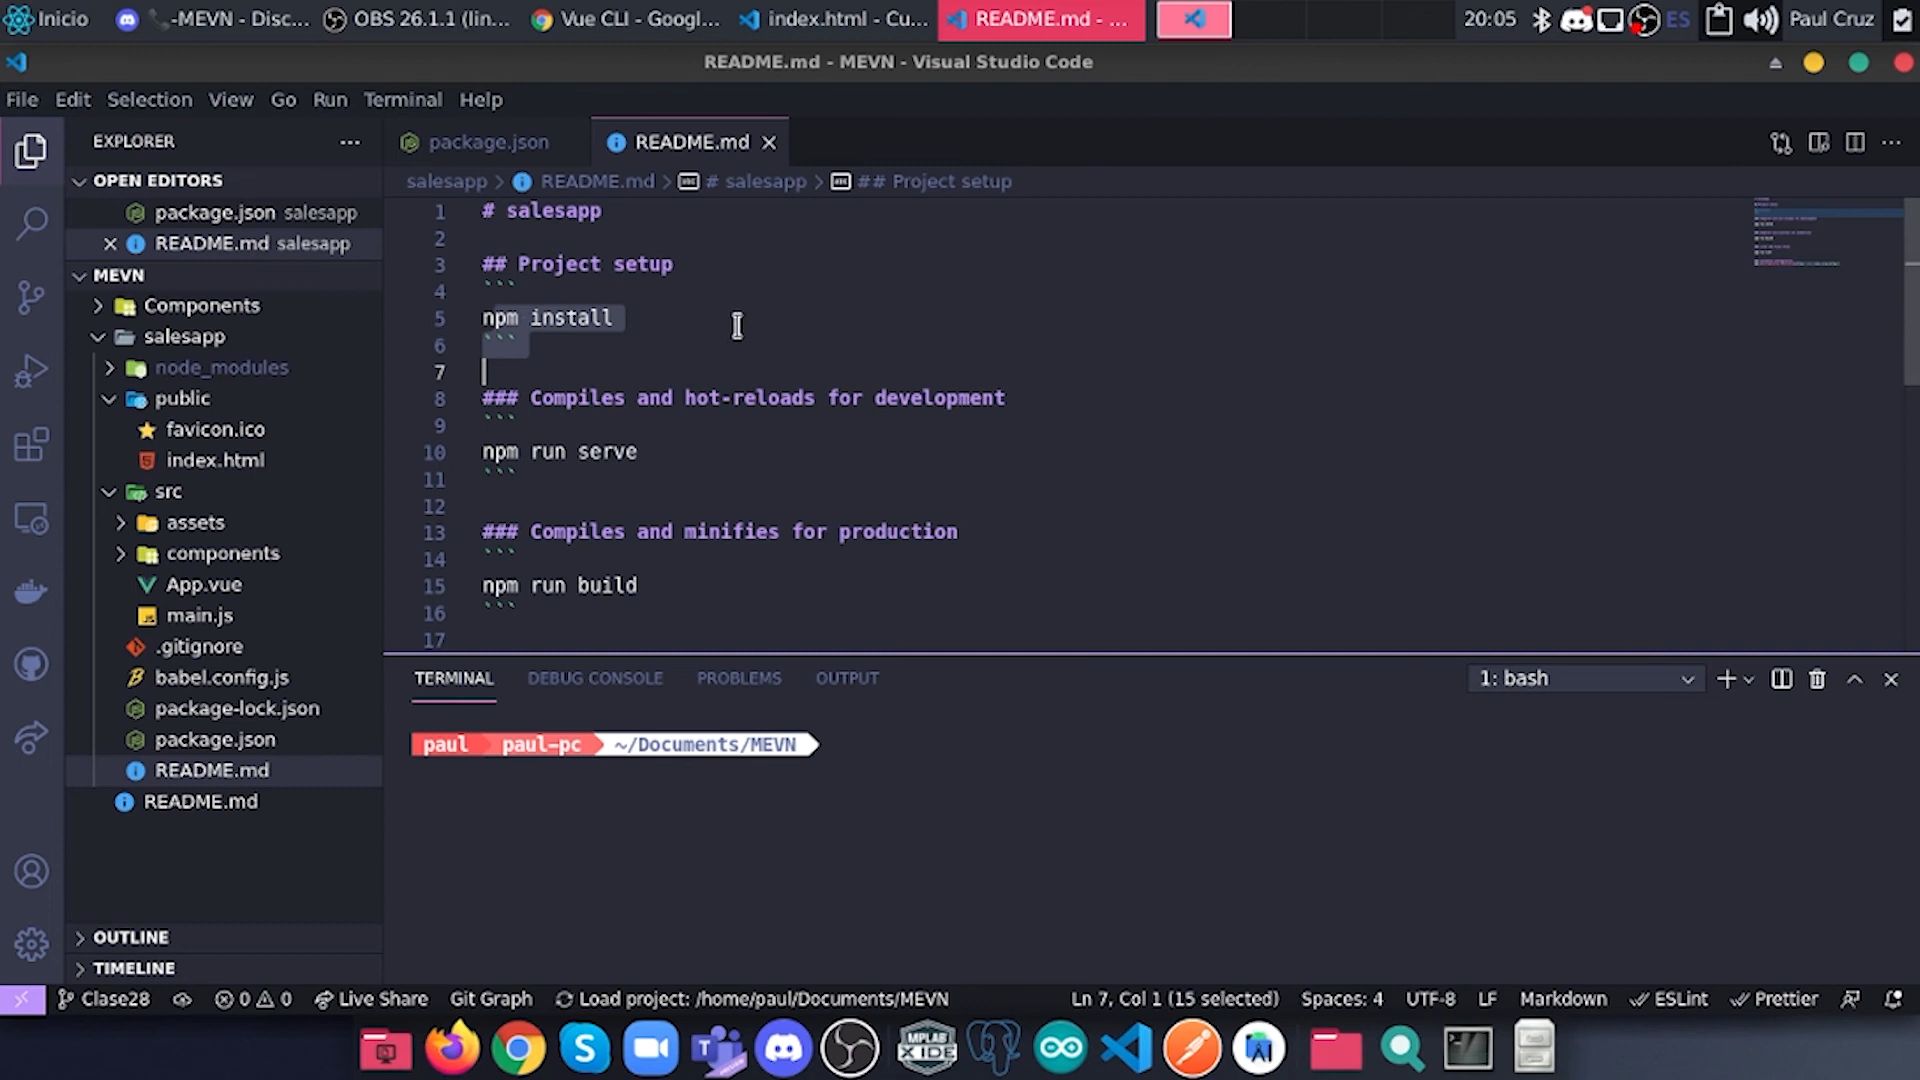 Inicio
-MEVN - Disc...
OBS 26.1.1 (lin...
Vue CLI - Googl...
index.html - Cu...
README.md - ...
20:05
ES
Paul Cruz
README.md - MEVN - Visual Studio Code
File Edit Selection View Go Run Terminal Help
EXPLORER
package.json
README.md
OPEN EDITORS
salesapp > README.md > # salesapp > ## Project setup
package.json salesapp
README.md salesapp
MEVN
Components
salesapp
node_modules
public
favicon.ico
index.html
src
assets
components
App.vue
main.js
.gitignore
babel.config.js
package-lock.json
package.json
README.md
README.md
OUTLINE
TIMELINE
1 # salesapp
2
3 ## Project setup
4 ```
5 npm install
6 ```
7
8 ### Compiles and hot-reloads for development
9 ```
10 npm run serve
11 ```
12
13 ### Compiles and minifies for production
14 ```
15 npm run build
16 ```
17
TERMINAL DEBUG CONSOLE PROBLEMS OUTPUT
1: bash
paul paul-pc ~/Documents/MEVN
Clase28
0 0
Live Share
Git Graph
Load project: /home/paul/Documents/MEVN
Ln 7, Col 1 (15 selected)
Spaces: 4
UTF-8
LF
Markdown
ESLint
Prettier
MPLAB
X IDE